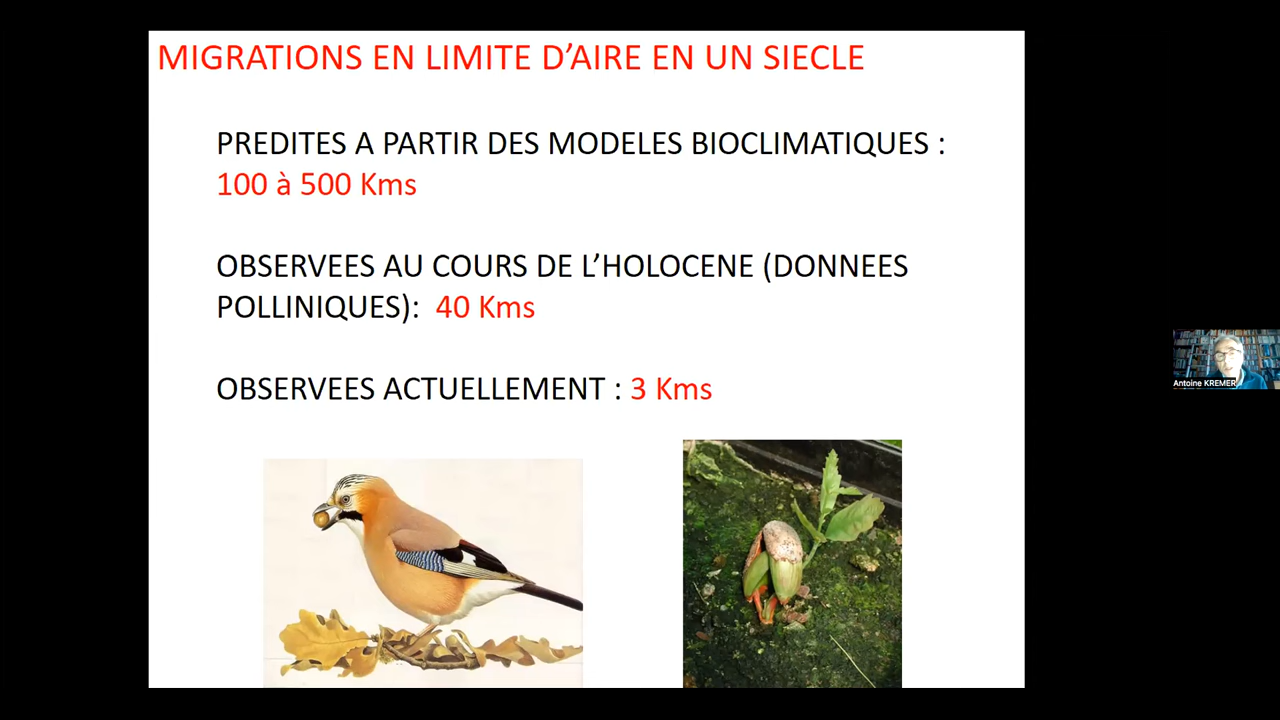 MIGRATIONS EN LIMITE D’AIRE EN UN SIECLE
PREDITES A PARTIR DES MODELES BIOCLIMATIQUES :
100 à 500 Kms
OBSERVEES AU COURS DE L’HOLOCENE (DONNEES
POLLINIQUES): 40 Kms
OBSERVEES ACTUELLEMENT : 3 Kms
Antoine KREMER